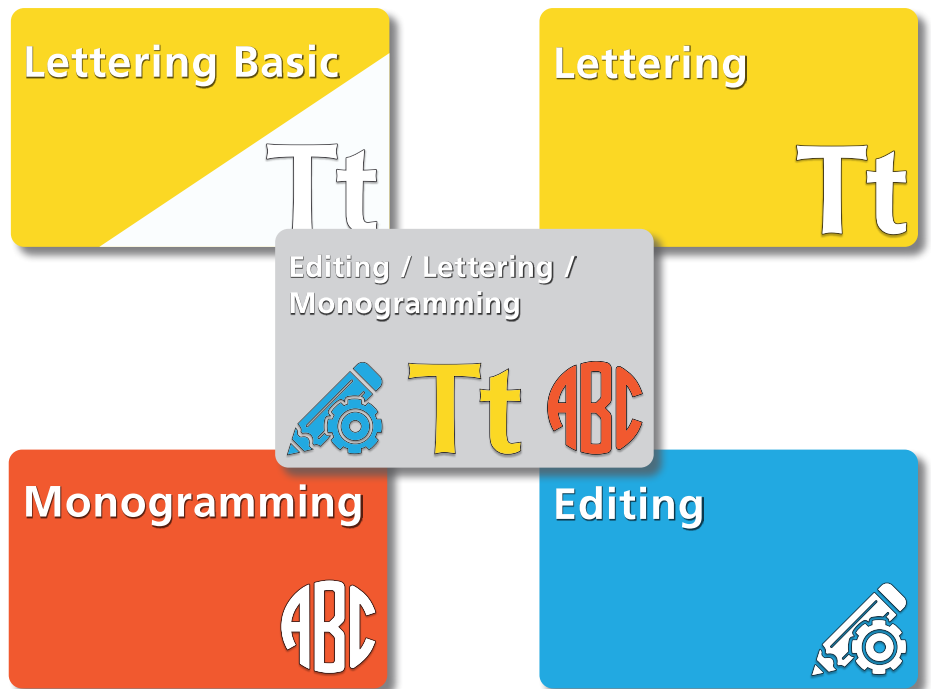 Lettering Basic
Tt
Lettering
Tt
Editing / Lettering /
Monogramming
Tt
ABC
Monogramming
ABC
Editing